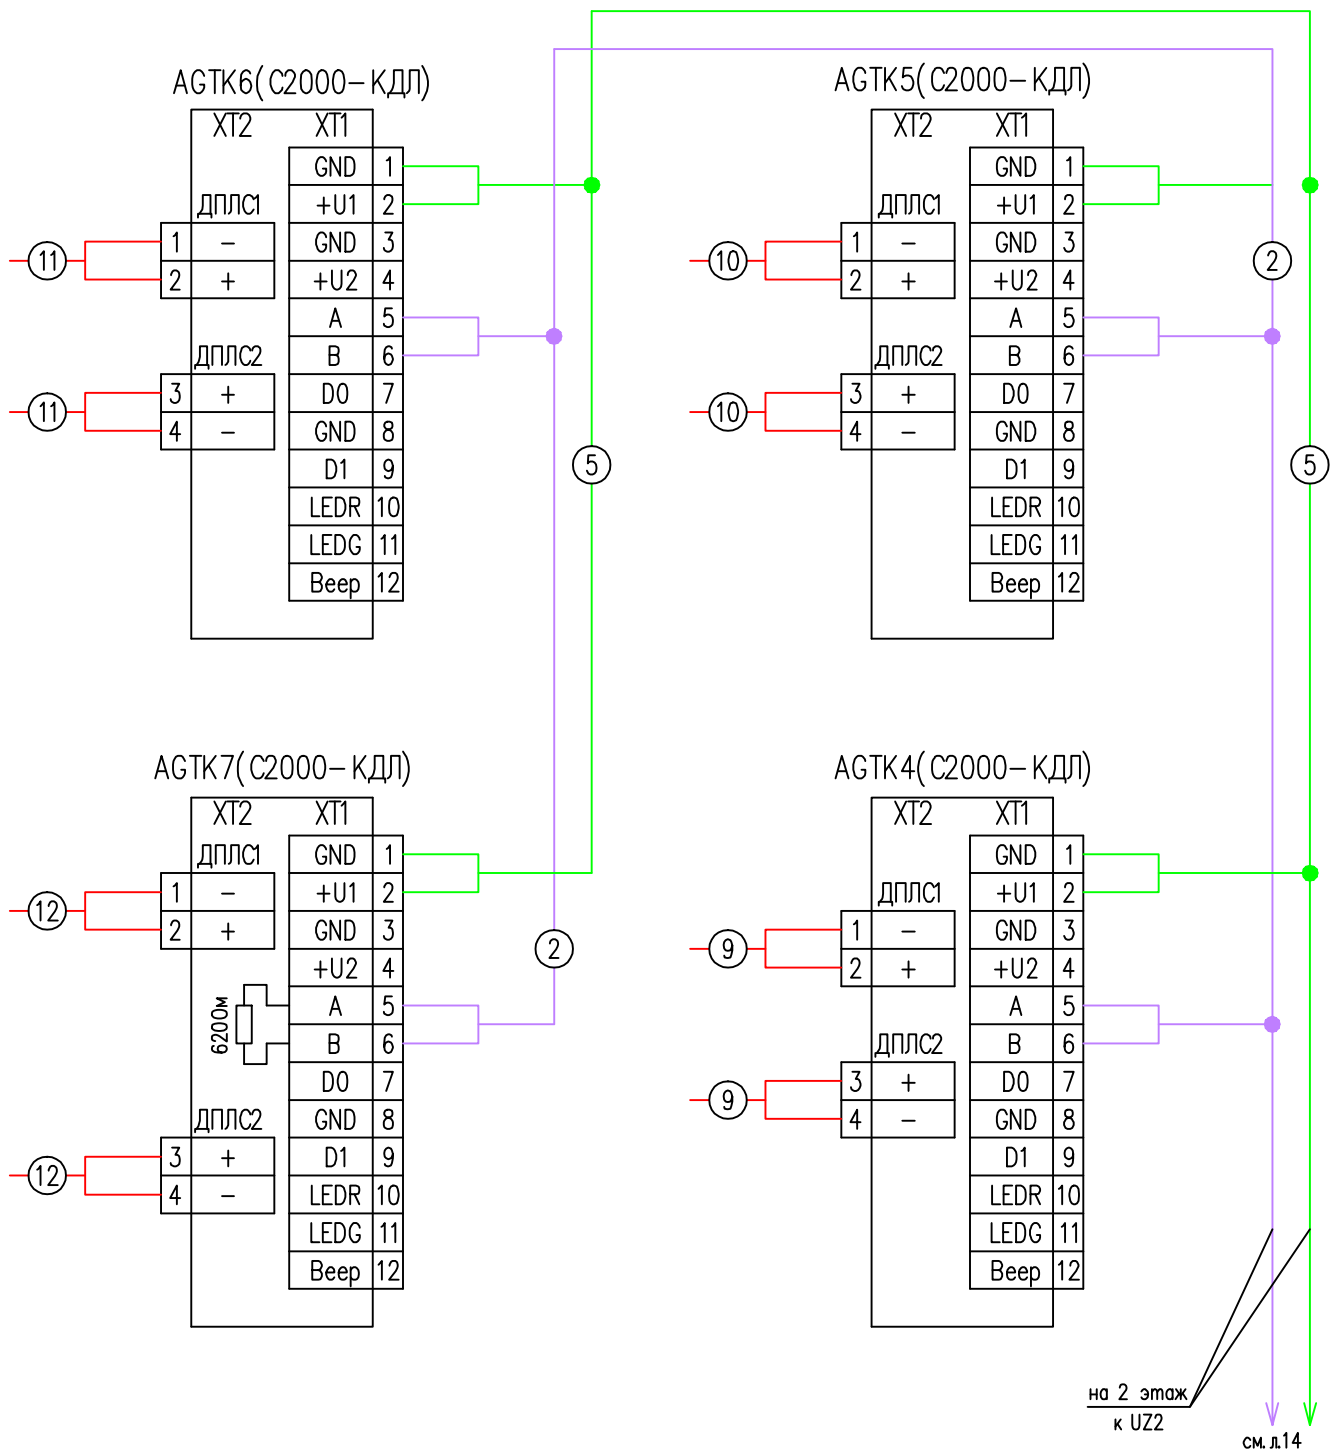 AGTK6(С2000-КДЛ)
XT2 XT1
GND 1
ДПЛС1 +U1 2
11 1 - GND 3
2 + +U2 4
A 5
ДПЛС2 B 6
11 3 + D0 7
4 - GND 8
D1 9
LEDR 10
LEDG 11
Beep 12
5
AGTK5(С2000-КДЛ)
XT2 XT1
GND 1
ДПЛС1 +U1 2
10 1 - GND 3
2 + +U2 4
A 5
ДПЛС2 B 6
10 3 + D0 7
4 - GND 8
D1 9
LEDR 10
LEDG 11
Beep 12
2
5
AGTK7(С2000-КДЛ)
XT2 XT1
ДПЛС1 GND 1
12 1 - +U1 2
2 + GND 3
+U2 4
620Ом A 5
B 6
D0 7
ДПЛС2 GND 8
12 3 + D1 9
4 - LEDR 10
LEDG 11
Beep 12
2
AGTK4(С2000-КДЛ)
XT2 XT1
GND 1
ДПЛС1 +U1 2
9 1 - GND 3
2 + +U2 4
A 5
ДПЛС2 B 6
9 3 + D0 7
4 - GND 8
D1 9
LEDR 10
LEDG 11
Beep 12
на 2 этаж
к UZ2
см.л.14